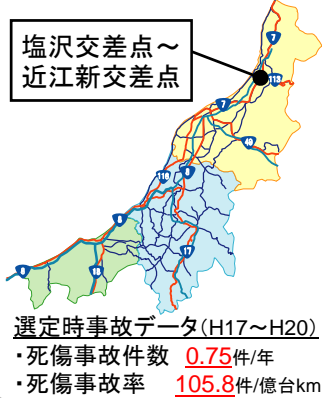 塩沢交差点～
近江新交差点
7
113
7
49
116
8
8
17
8
18
選定時事故データ(H17～H20)
・死傷事故件数 0.75件/年
・死傷事故率 105.8件/億台km